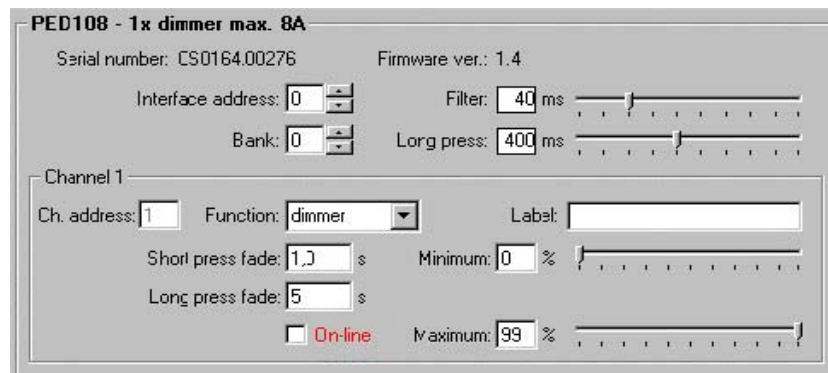 PED108 - 1x dimmer max. 8A
Serial number: CS0164.00276 Firmware ver.: 1.4
Interface address: 0 Filter: 40 ms
Bank: 0 Long press: 400 ms
Channel 1
Ch. address: 1 Function: dimmer Label:
Short press fade: 1,0 s Minimum: 0 %
Long press fade: 5 s
On-line Maximum: 99 %